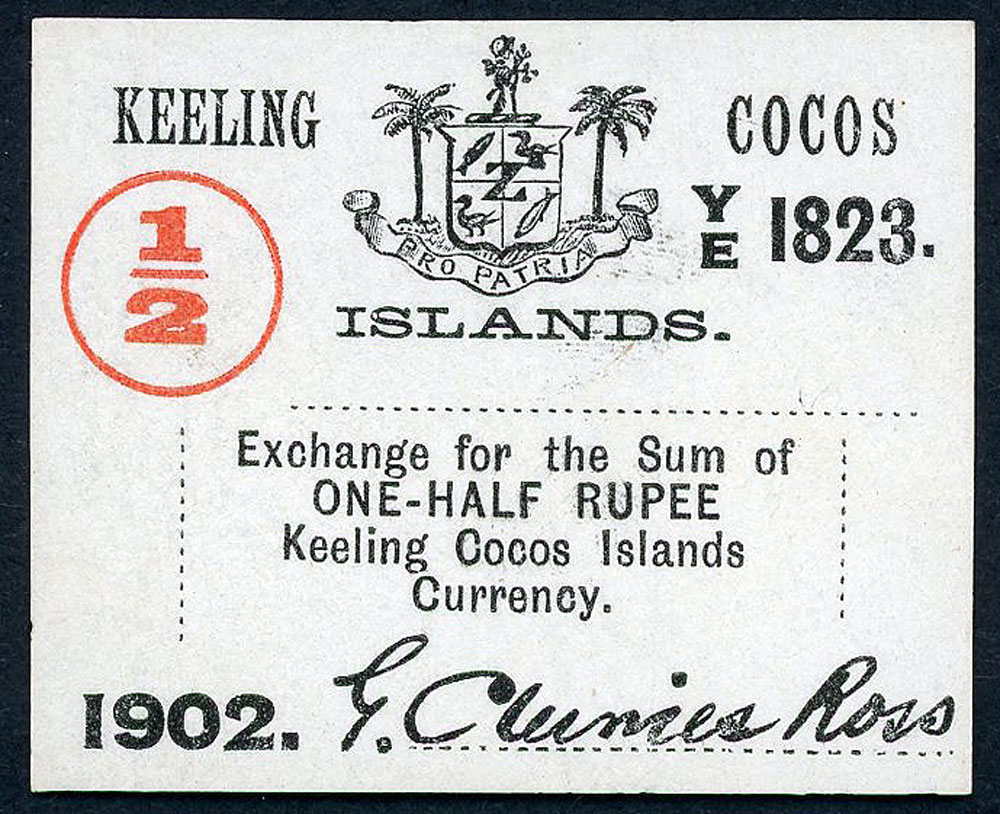 KEELING
COCOS
Z
PRO PATRIA
Y
E 1823.
1
2
ISLANDS.
Exchange for the Sum of
ONE-HALF RUPEE
Keeling Cocos Islands
Currency.
1902. G. Clunies Ross